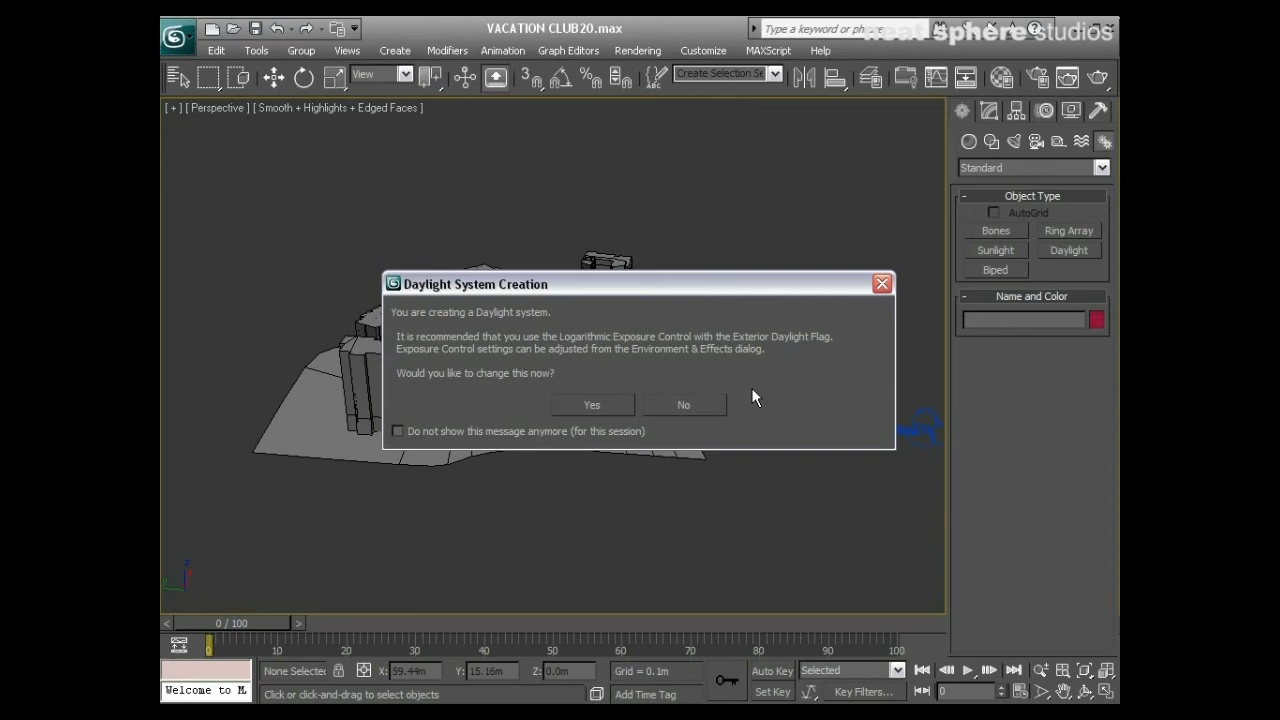 VACATION CLUB20.max
Type a keyword or phrase
neat sphere studios
Edit Tools Group Views Create Modifiers Animation Graph Editors Rendering Customize MAXScript Help
View
3
%
ABC
Create Selection Se
[ + ] [ Perspective ] [ Smooth + Highlights + Edged Faces ]
Standard
- Object Type
AutoGrid
Bones Ring Array
Sunlight Daylight
Biped
- Name and Color
Daylight System Creation
You are creating a Daylight system.
It is recommended that you use the Logarithmic Exposure Control with the Exterior Daylight Flag.
Exposure Control settings can be adjusted from the Environment & Effects dialog.
Would you like to change this now?
Yes No
Do not show this message anymore (for this session)
z
x
y
< 0 / 100 >
0 10 20 30 40 50 60 70 80 90 100
None Selected X: 59.44m Y: 15.16m Z: 0.0m Grid = 0.1m Auto Key Selected
Welcome to M
Click or click-and-drag to select objects Add Time Tag Set Key Key Filters... 0